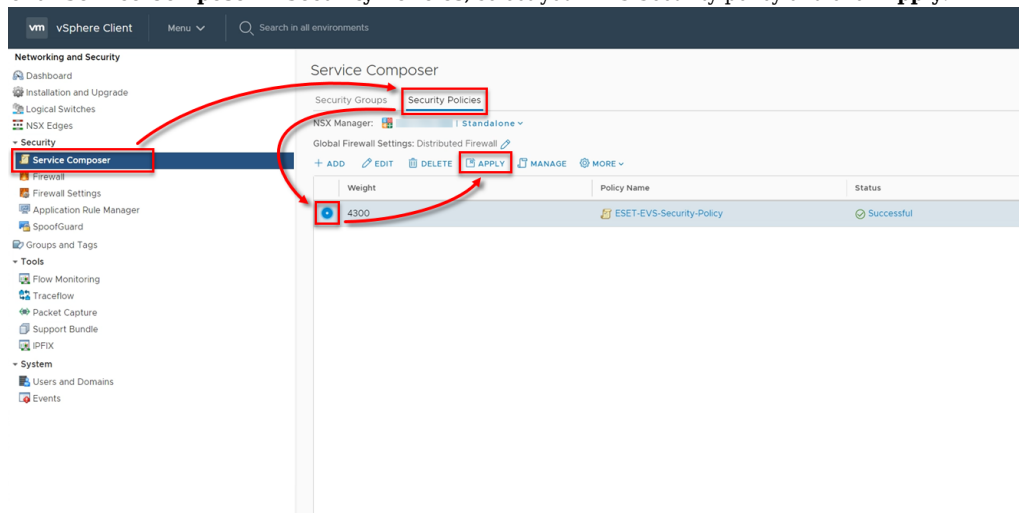 vm vSphere Client Menu Search in all environments
Networking and Security
Dashboard
Installation and Upgrade
Logical Switches
NSX Edges
Security
Service Composer
Firewall
Firewall Settings
Application Rule Manager
SpoofGuard
Groups and Tags
Tools
Flow Monitoring
Traceflow
Packet Capture
Support Bundle
IPFIX
System
Users and Domains
Events
Service Composer
Security Groups Security Policies
NSX Manager: | Standalone
Global Firewall Settings: Distributed Firewall
+ ADD EDIT DELETE APPLY MANAGE MORE
Weight Policy Name Status
4300 ESET-EVS-Security-Policy Successful